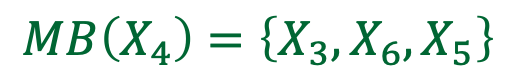 MB(X₄) = {X₃, X₆, X₅}